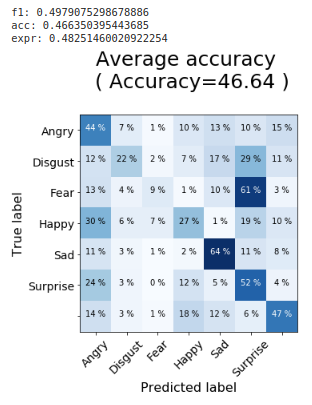 f1: 0.4979075298678886
acc: 0.466350395443685
expr: 0.48251460020922254
Average accuracy
( Accuracy=46.64 )
True label
Angry 44 % 7 % 1 % 10 % 13 % 10 % 15 %
Disgust 12 % 22 % 2 % 7 % 17 % 29 % 11 %
Fear 13 % 4 % 9 % 1 % 10 % 61 % 3 %
Happy 30 % 6 % 7 % 27 % 1 % 19 % 10 %
Sad 11 % 3 % 1 % 2 % 64 % 11 % 8 %
Surprise 24 % 3 % 0 % 12 % 5 % 52 % 4 %
14 % 3 % 1 % 18 % 12 % 6 % 47 %
Angry Disgust Fear Happy Sad Surprise
Predicted label